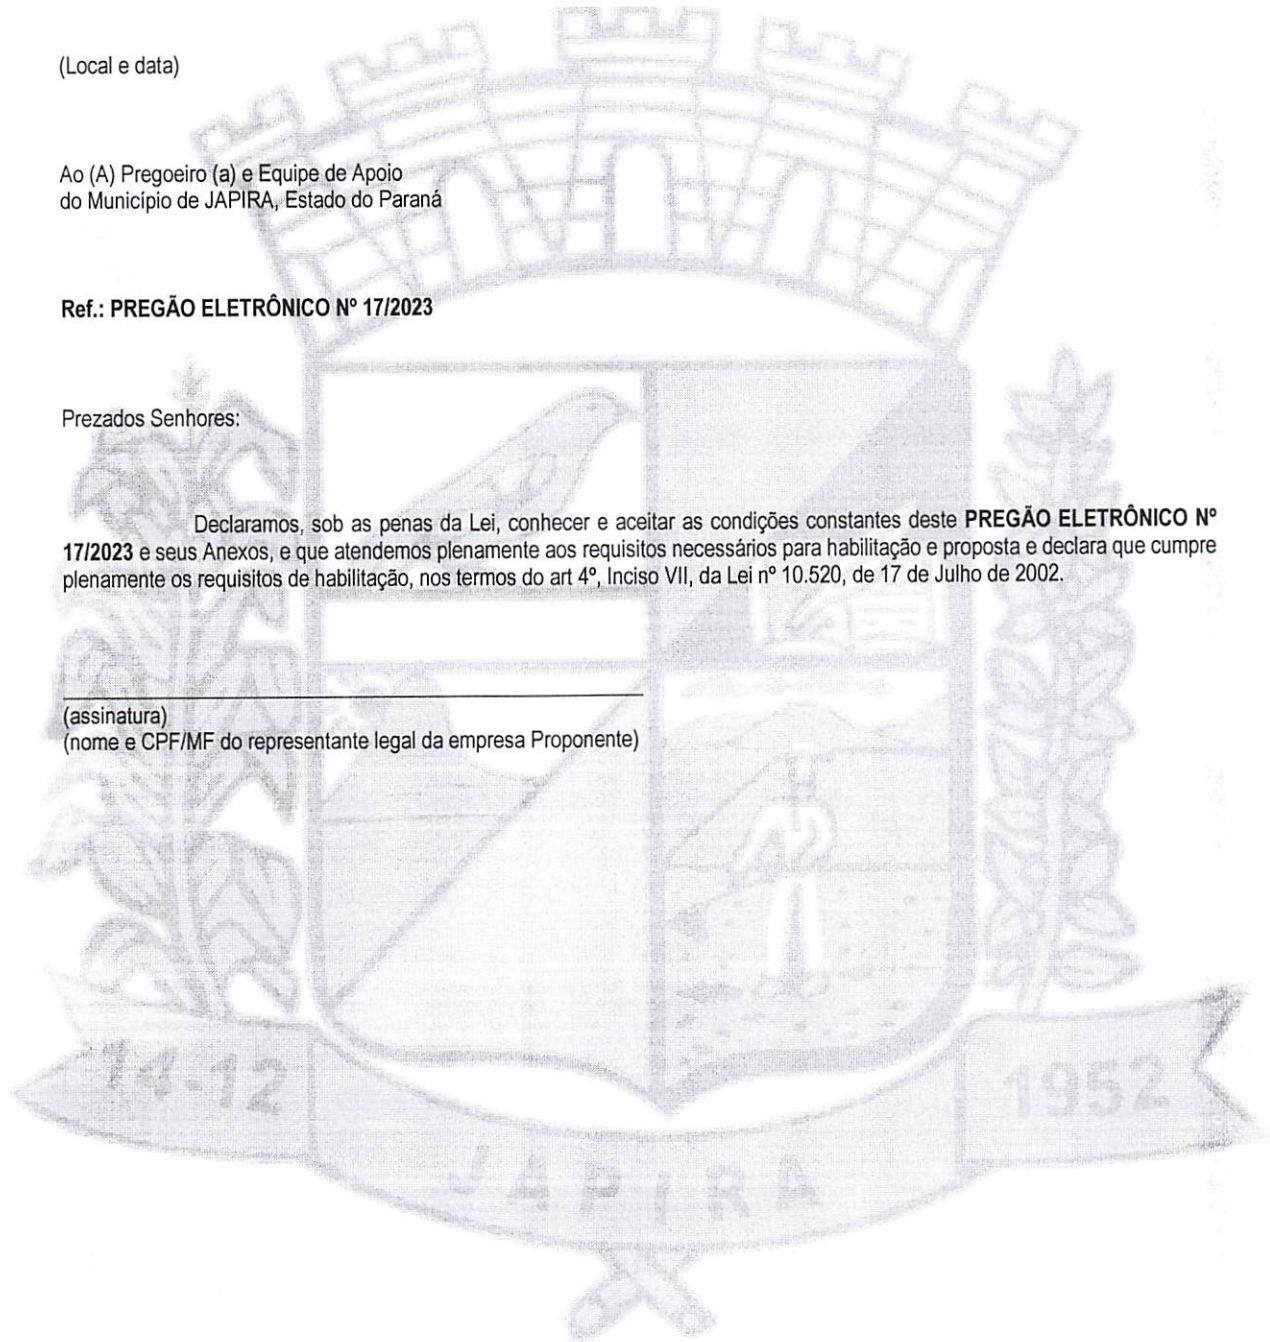 (Local e data)
Ao (A) Pregoeiro (a) e Equipe de Apoio
do Município de JAPIRA, Estado do Paraná
Ref.: PREGÃO ELETRÔNICO Nº 17/2023
Prezados Senhores:
Declaramos, sob as penas da Lei, conhecer e aceitar as condições constantes deste PREGÃO ELETRÔNICO Nº
17/2023 e seus Anexos, e que atendemos plenamente aos requisitos necessários para habilitação e proposta e declara que cumpre
plenamente os requisitos de habilitação, nos termos do art 4º, Inciso VII, da Lei nº 10.520, de 17 de Julho de 2002.
(assinatura)
(nome e CPF/MF do representante legal da empresa Proponente)
14-12
1952
JAPIRA